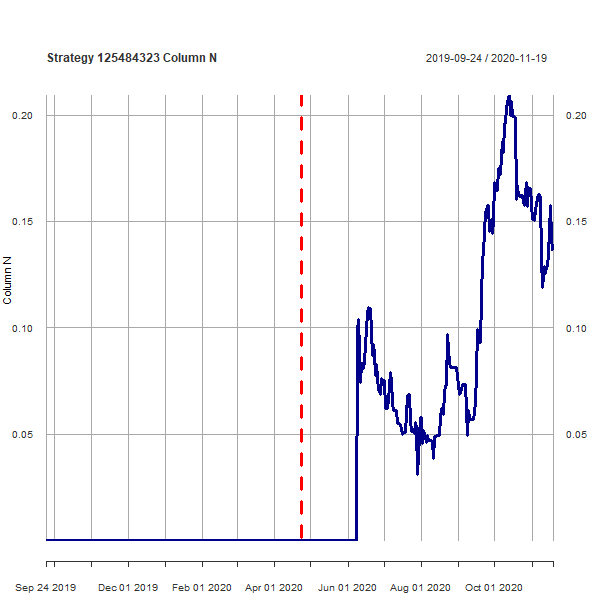 Strategy 125484323 Column N
2019-09-24 / 2020-11-19
0.20
0.20
0.15
0.15
0.10
0.10
0.05
0.05
Column N
Sep 24 2019
Dec 01 2019
Feb 01 2020
Apr 01 2020
Jun 01 2020
Aug 01 2020
Oct 01 2020